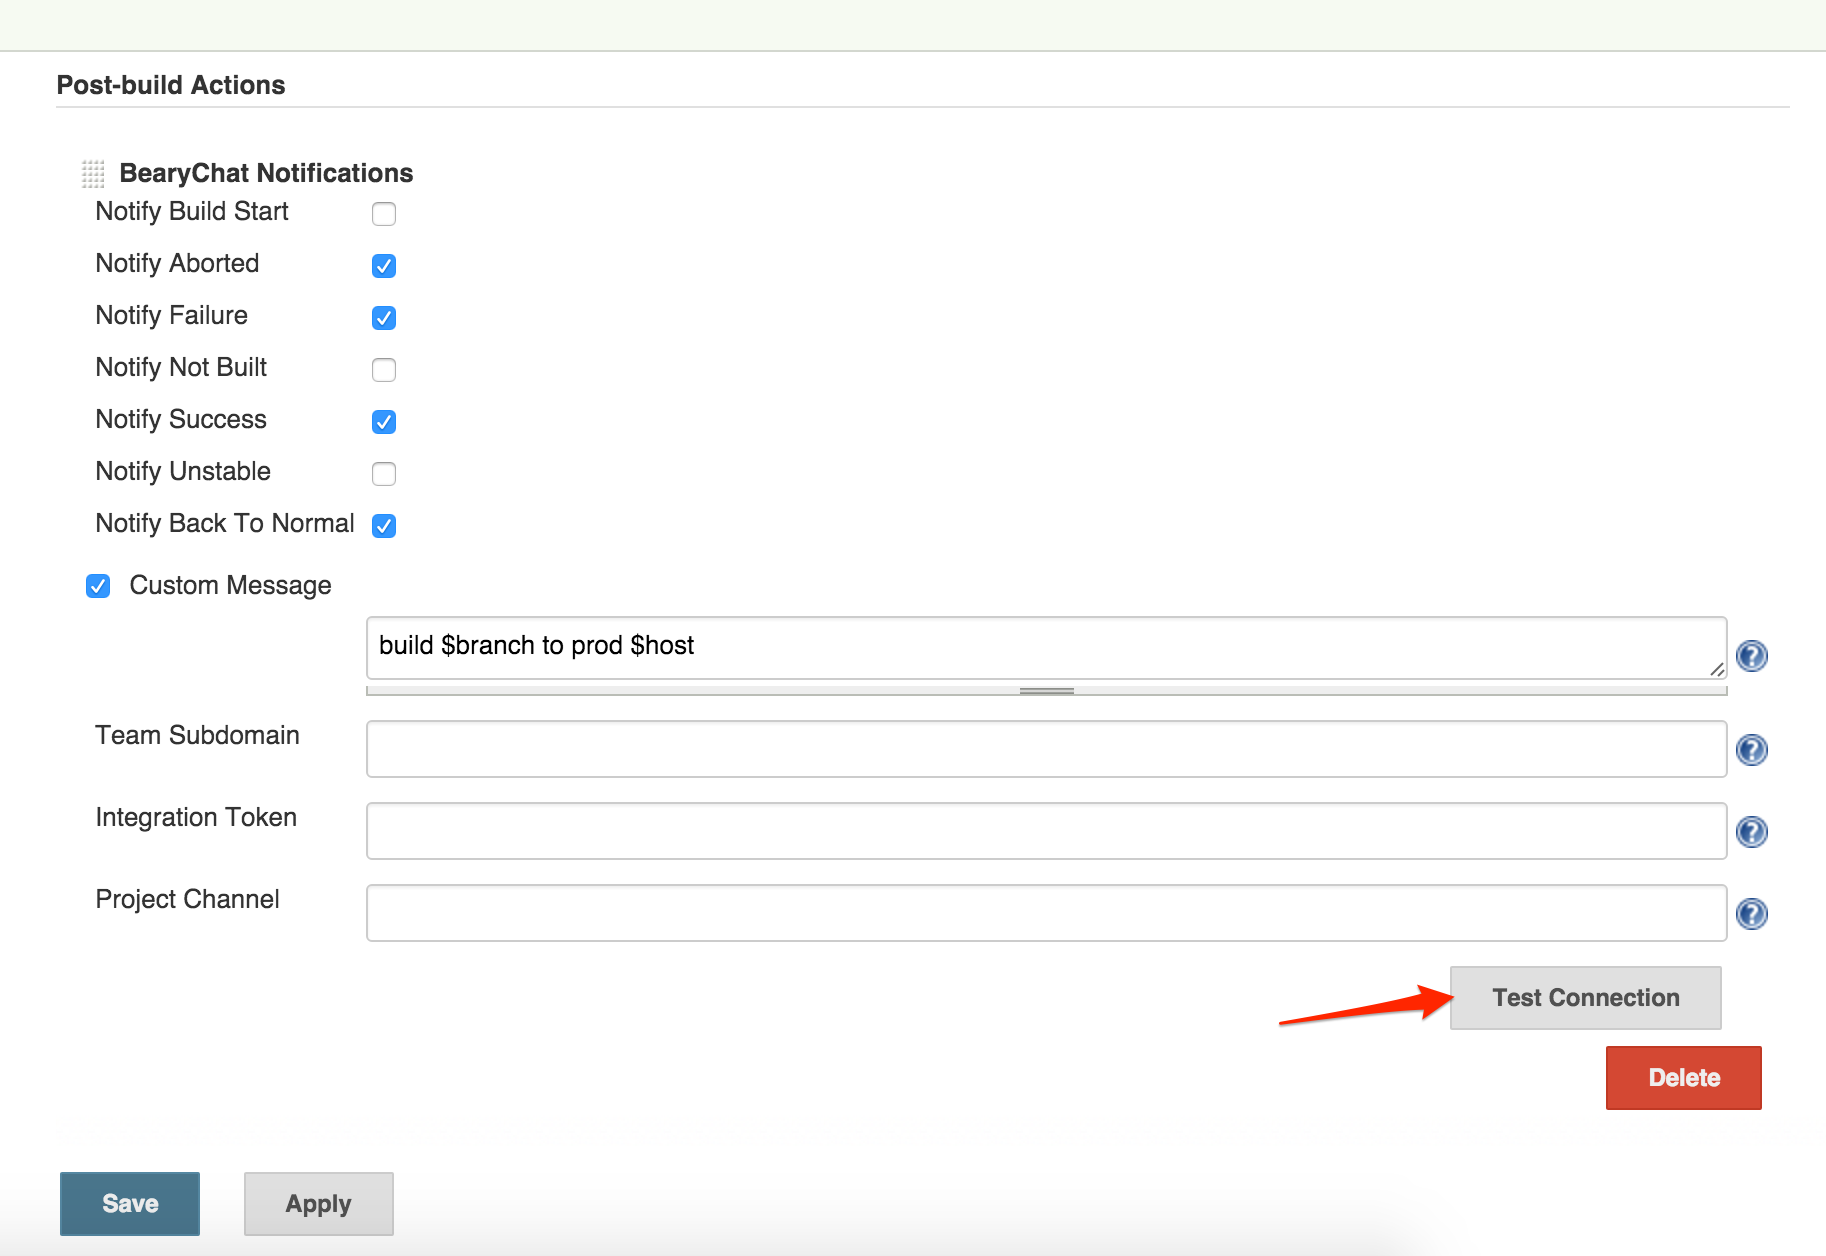 Post-build Actions
BearyChat Notifications
Notify Build Start
Notify Aborted
Notify Failure
Notify Not Built
Notify Success
Notify Unstable
Notify Back To Normal
Custom Message
build $branch to prod $host
Team Subdomain
Integration Token
Project Channel
Test Connection
Delete
Save
Apply